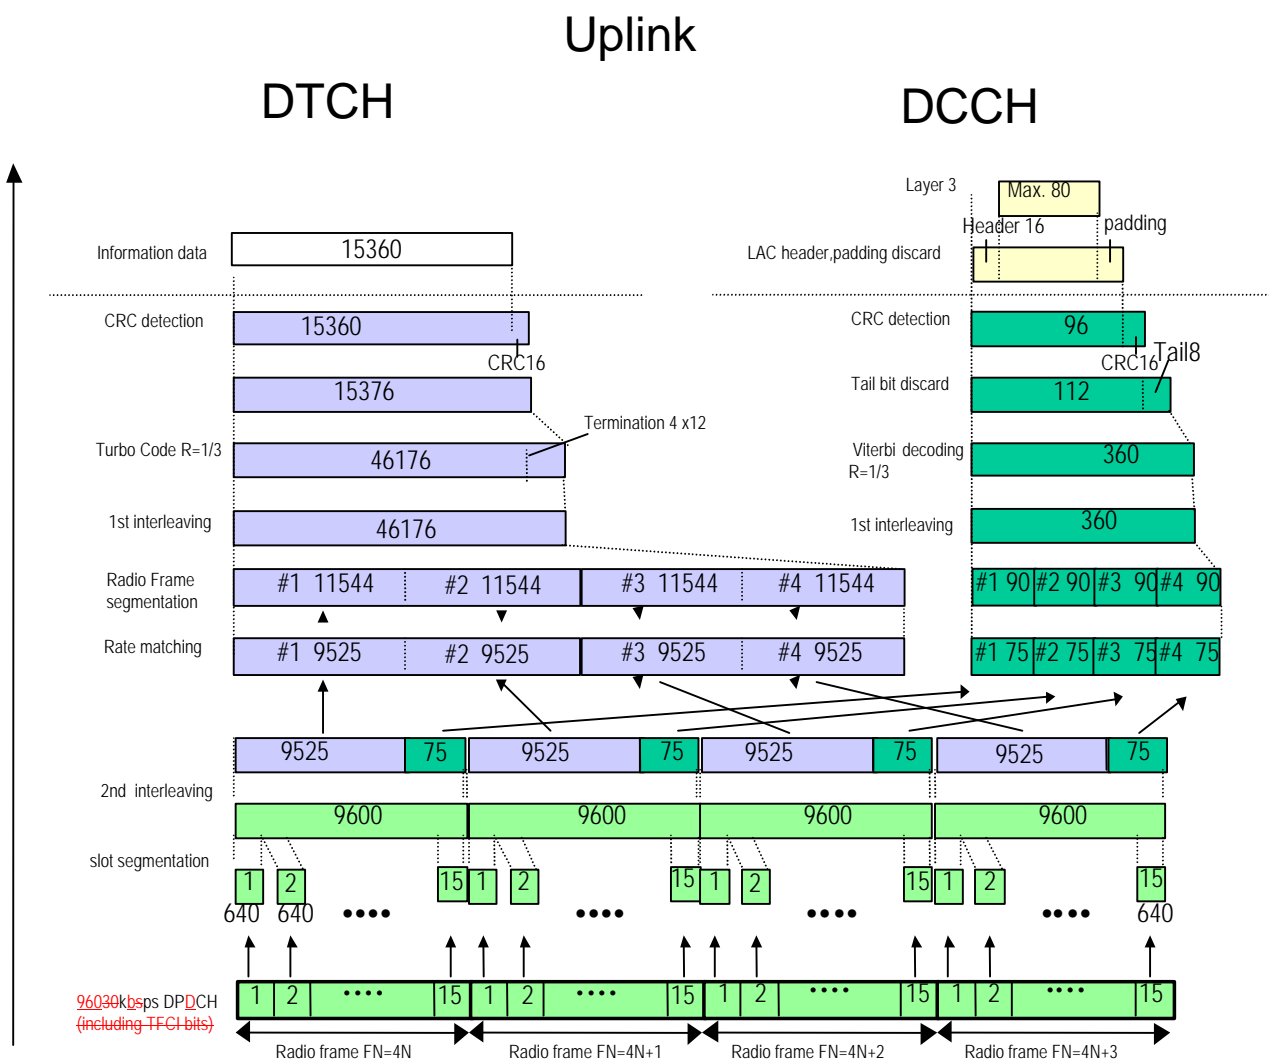 Uplink
DTCH
DCCH
Layer 3
Max. 80
Header 16
padding
Information data
15360
LAC header,padding discard
CRC detection
15360
CRC16
CRC detection
96
CRC16
Tail8
15376
Tail bit discard
112
Termination 4 x12
Turbo Code R=1/3
46176
Viterbi decoding
R=1/3
360
1st interleaving
46176
1st interleaving
360
Radio Frame
segmentation
#1 11544
#2 11544
#3 11544
#4 11544
#1 90
#2 90
#3 90
#4 90
Rate matching
#1 9525
#2 9525
#3 9525
#4 9525
#1 75
#2 75
#3 75
#4 75
9525
75
9525
75
9525
75
9525
75
2nd interleaving
9600
9600
9600
9600
slot segmentation
1
2
15
1
2
15
1
2
15
1
2
15
640
640
640
96030kbsps DPDCH
(including TFCI bits)
1
2
15
1
2
15
1
2
15
1
2
15
Radio frame FN=4N
Radio frame FN=4N+1
Radio frame FN=4N+2
Radio frame FN=4N+3